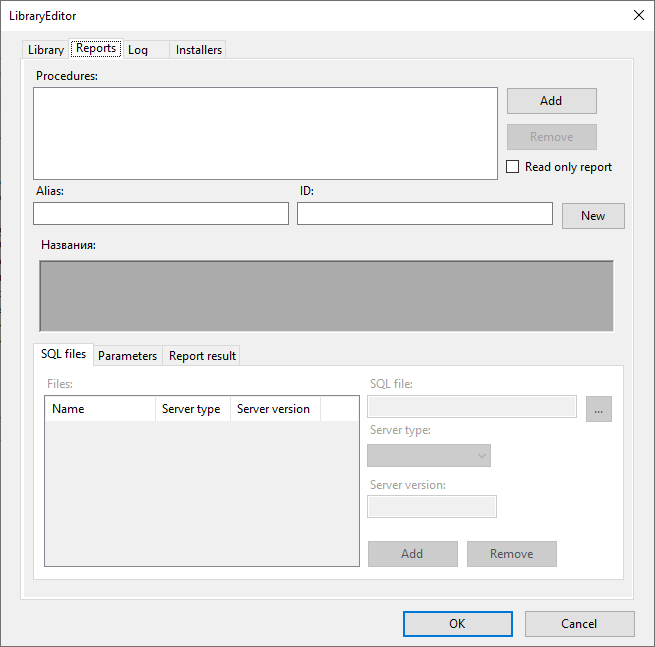 LibraryEditor
Library Reports Log Installers
Procedures:
Add
Remove
Read only report
Alias: ID:
New
Названия:
SQL files Parameters Report result
Files: SQL file:
Name Server type Server version
...
Server type:
Server version:
Add Remove
OK Cancel